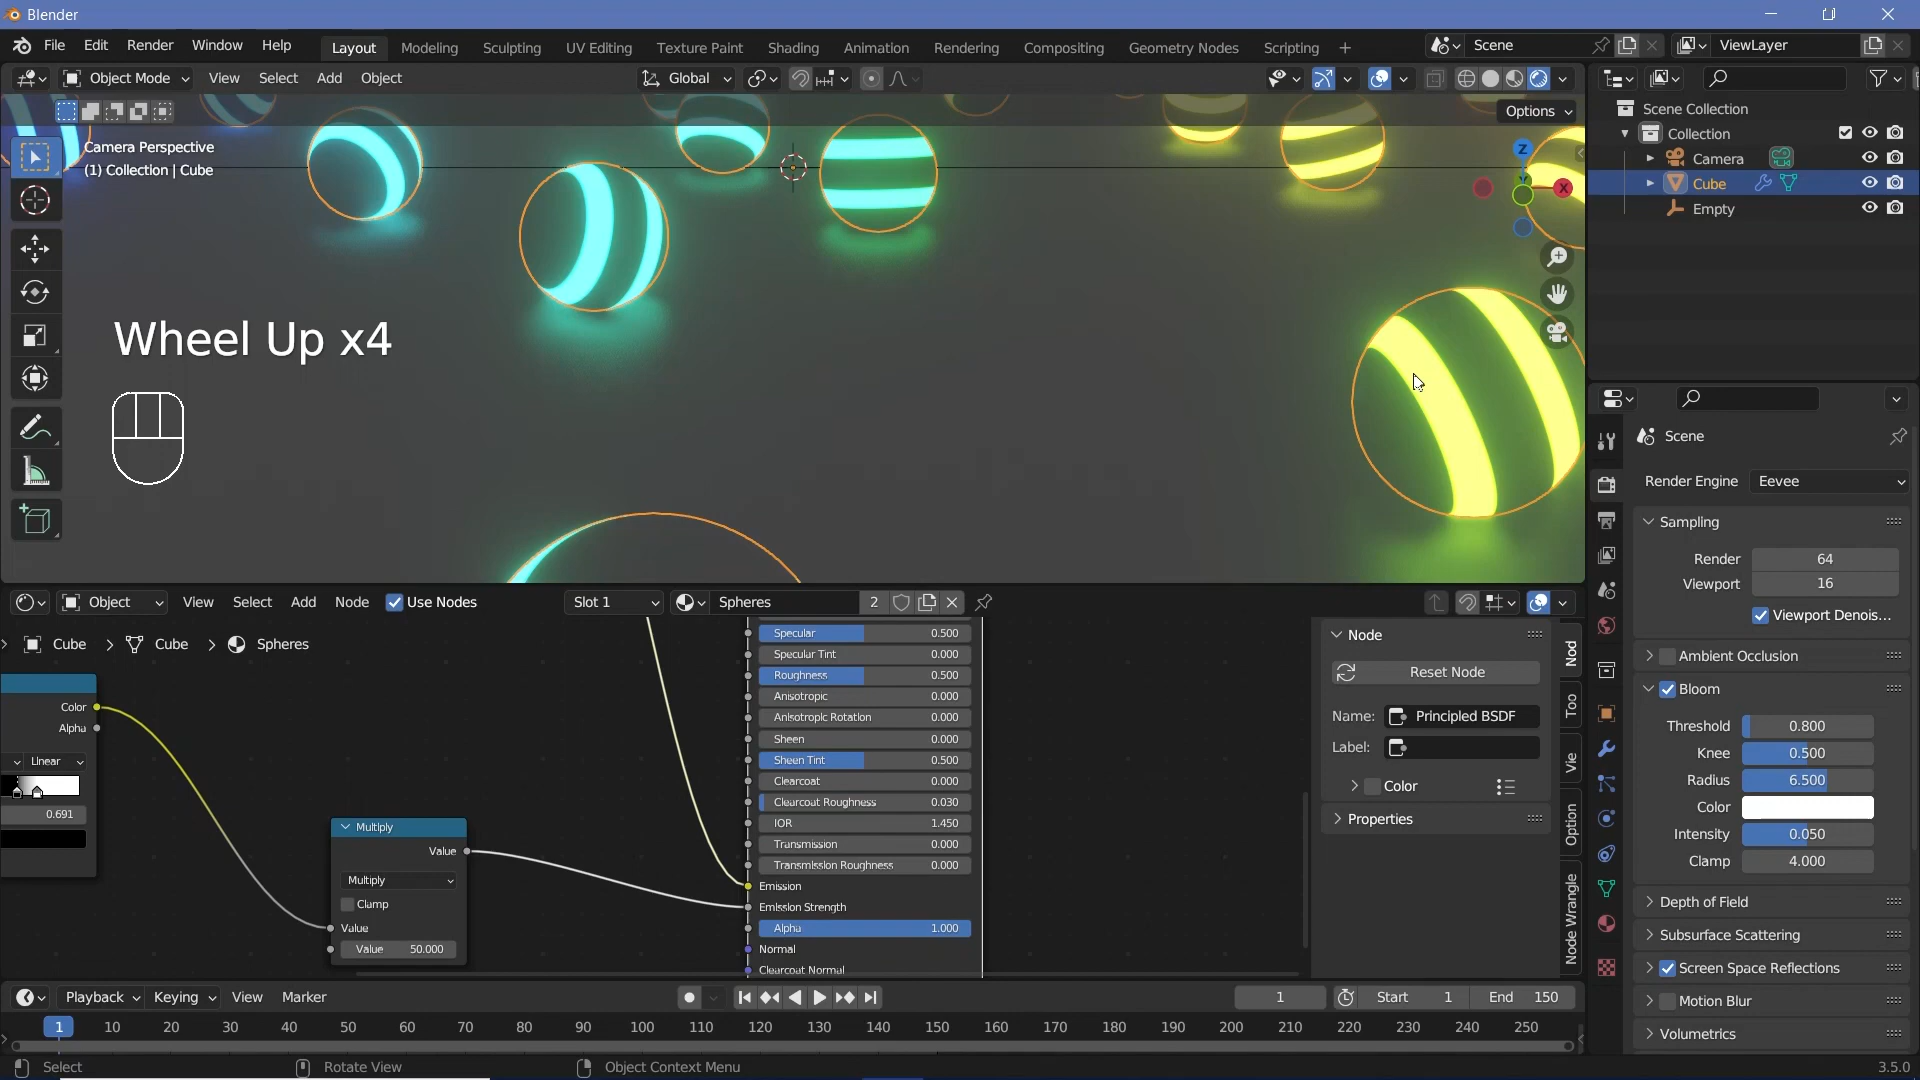 Blender
File Edit Render Window Help
Layout Modeling Sculpting UV Editing Texture Paint Shading Animation Rendering Compositing Geometry Nodes Scripting +
Scene
ViewLayer
Object Mode View Select Add Object
Global
Options
Camera Perspective
(1) Collection | Cube
Z
X
Wheel Up x4
Scene Collection
Collection
Camera
Cube
Empty
Scene
Render Engine Eevee
Sampling
Render 64
Viewport 16
Viewport Denois...
Ambient Occlusion
Bloom
Threshold 0.800
Knee 0.500
Radius 6.500
Color
Intensity 0.050
Clamp 4.000
Depth of Field
Subsurface Scattering
Screen Space Reflections
Motion Blur
Volumetrics
Object View Select Add Node Use Nodes Slot 1 Spheres 2
Cube > Cube > Spheres
Color
Alpha
Linear
0.691
Multiply
Value
Multiply
Clamp
Value
Value 50.000
Specular 0.500
Specular Tint 0.000
Roughness 0.500
Anisotropic 0.000
Anisotropic Rotation 0.000
Sheen 0.000
Sheen Tint 0.500
Clearcoat 0.000
Clearcoat Roughness 0.030
IOR 1.450
Transmission 0.000
Transmission Roughness 0.000
Emission
Emission Strength
Alpha 1.000
Normal
Clearcoat Normal
Node
Reset Node
Name: Principled BSDF
Label:
Color
Properties
Nod
Too
Vie
Option
Node Wrangle
Playback Keying View Marker
1 Start 1 End 150
1 10 20 30 40 50 60 70 80 90 100 110 120 130 140 150 160 170 180 190 200 210 220 230 240 250
Select Rotate View Object Context Menu 3.5.0